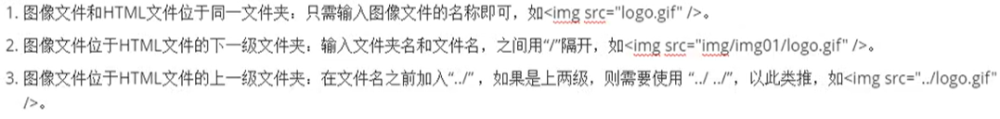 1. 图像文件和HTML文件位于同一文件夹：只需输入图像文件的名称即可，如<img src="logo.gif" />。
2. 图像文件位于HTML文件的下一级文件夹：输入文件夹名和文件名，之间用“/”隔开，如<img src="img/img01/logo.gif" />。
3. 图像文件位于HTML文件的上一级文件夹：在文件名之前加入“../” ，如果是上两级，则需要使用 “../ ../”，以此类推，如<img src="../logo.gif"
/>。